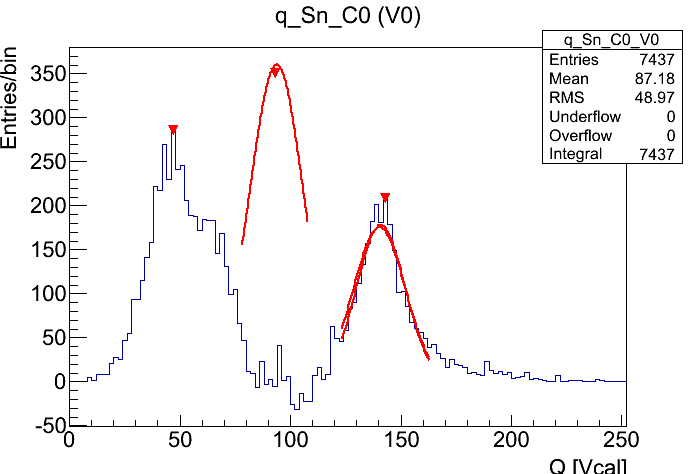 q_Sn_C0 (V0)
q_Sn_C0_V0
Entries 7437
Mean 87.18
RMS 48.97
Underflow 0
Overflow 0
Integral 7437
Entries/bin
350
300
250
200
150
100
50
0
-50
0 50 100 150 200 250
Q [Vcal]